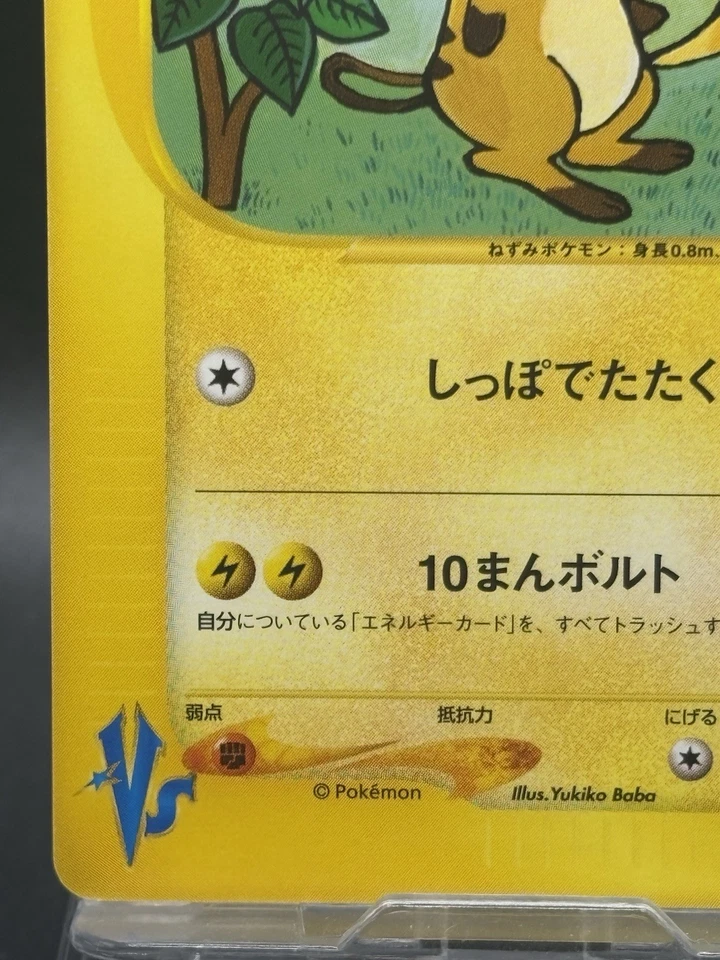 ねずみポケモン：身長0.8m、
しっぽでたたく
10まんボルト
自分についている「エネルギーカード」を、すべてトラッシュす
弱点 抵抗力 にげる
VS
© Pokémon Illus.Yukiko Baba